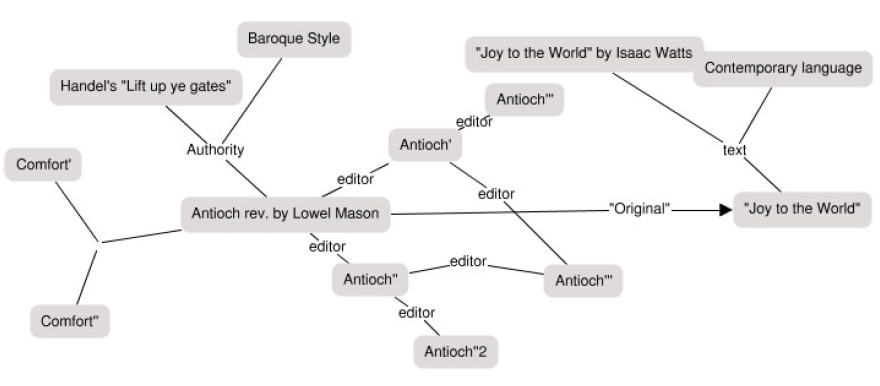 Baroque Style
"Joy to the World" by Isaac Watts
Contemporary language
Handel's "Lift up ye gates"
Antioch'''
editor
Antioch'
Authority
text
Comfort'
editor
editor
Antioch rev. by Lowel Mason
"Original"
"Joy to the World"
editor
editor
Antioch''
Antioch'''
editor
Comfort''
Antioch''2